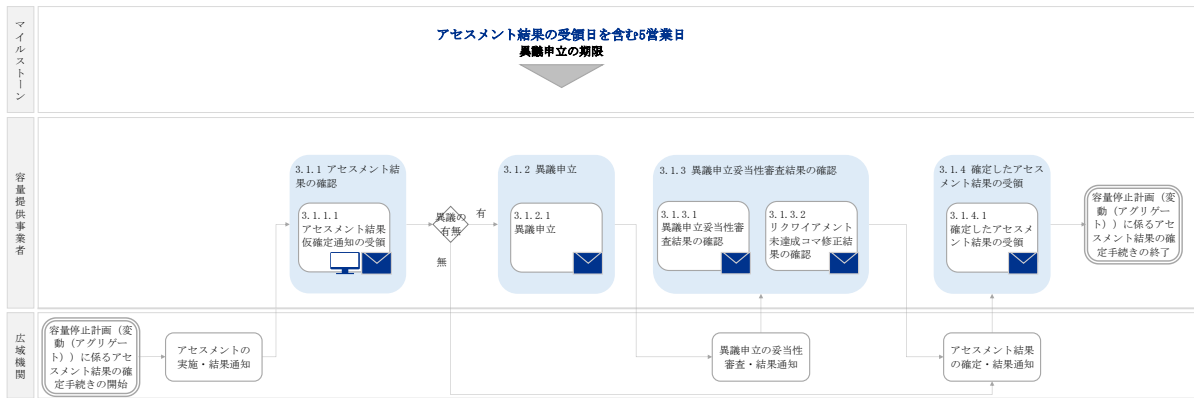 マイルストーン
アセスメント結果の受領日を含む5営業日
異議申立の期限
容量提供事業者
3.1.1 アセスメント結
果の確認
3.1.1.1
アセスメント結果
仮確定通知の受領
異議の
有無
有
無
3.1.2 異議申立
3.1.2.1
異議申立
3.1.3 異議申立妥当性審査結果の確認
3.1.3.1
異議申立妥当性審
査結果の確認
3.1.3.2
リクワイアメント
未達成コマ修正結
果の確認
3.1.4 確定したアセス
メント結果の受領
3.1.4.1
確定したアセスメ
ント結果の受領
容量停止計画（変
動（アグリゲー
ト））に係るアセ
スメント結果の確
定手続きの終了
広域機関
容量停止計画（変
動（アグリゲー
ト））に係るアセ
スメント結果の確
定手続きの開始
アセスメントの
実施・結果通知
異議申立の妥当性
審査・結果通知
アセスメント結果
の確定・結果通知